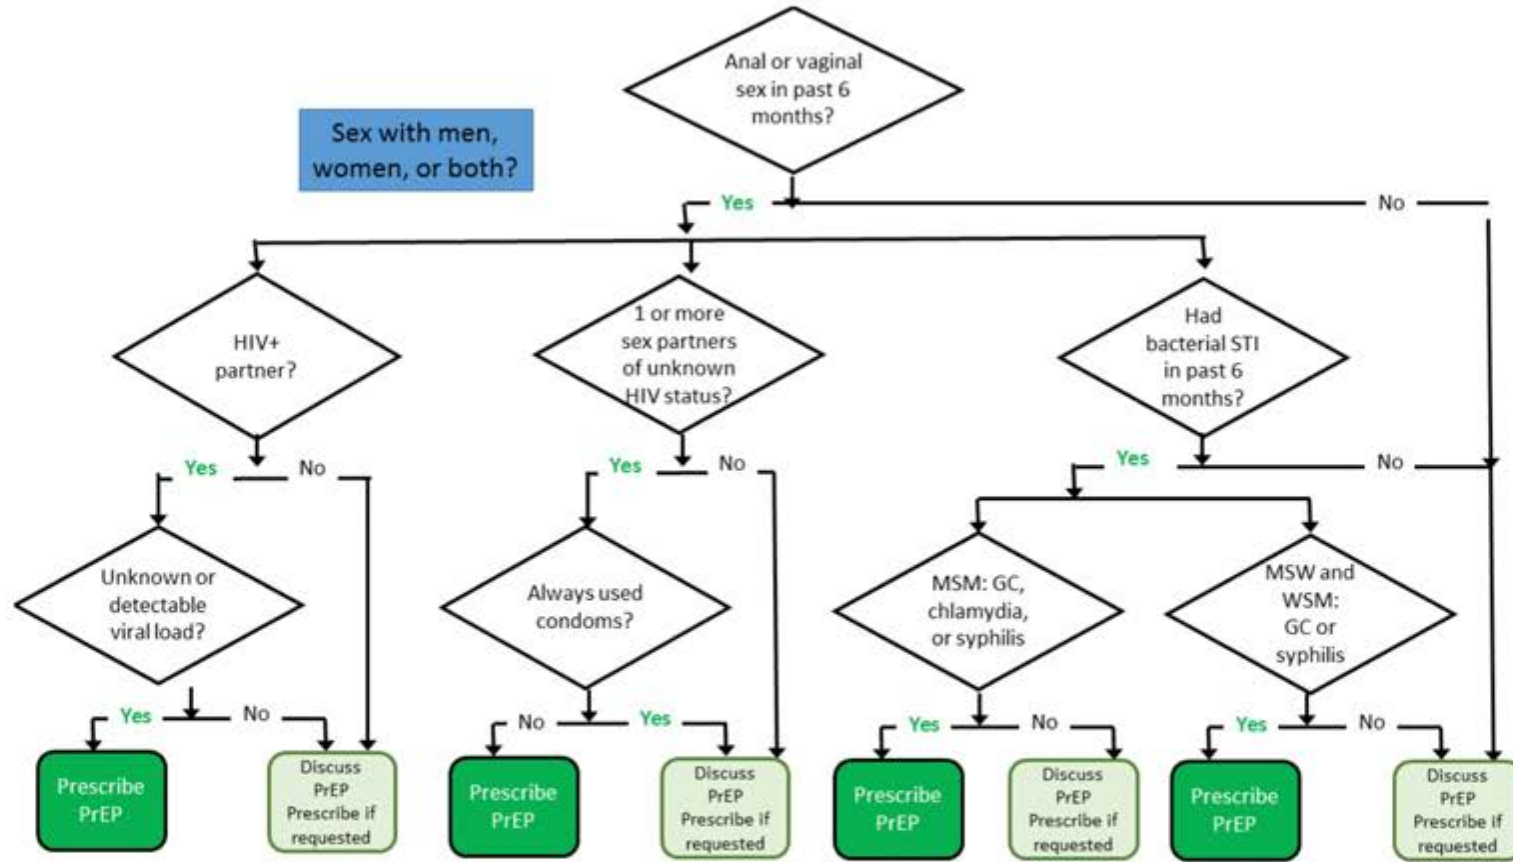 Anal or vaginal
sex in past 6
months?
Sex with men,
women, or both?
Yes
No
HIV+
partner?
1 or more
sex partners
of unknown
HIV status?
Had
bacterial STI
in past 6
months?
Yes
No
Yes
No
Yes
No
Unknown or
detectable
viral load?
Always used
condoms?
MSM: GC,
chlamydia,
or syphilis
MSW and
WSM:
GC or
syphilis
Yes
No
No
Yes
Yes
No
Yes
No
Prescribe
PrEP
Discuss
PrEP
Prescribe if
requested
Prescribe
PrEP
Discuss
PrEP
Prescribe if
requested
Prescribe
PrEP
Discuss
PrEP
Prescribe if
requested
Prescribe
PrEP
Discuss
PrEP
Prescribe if
requested